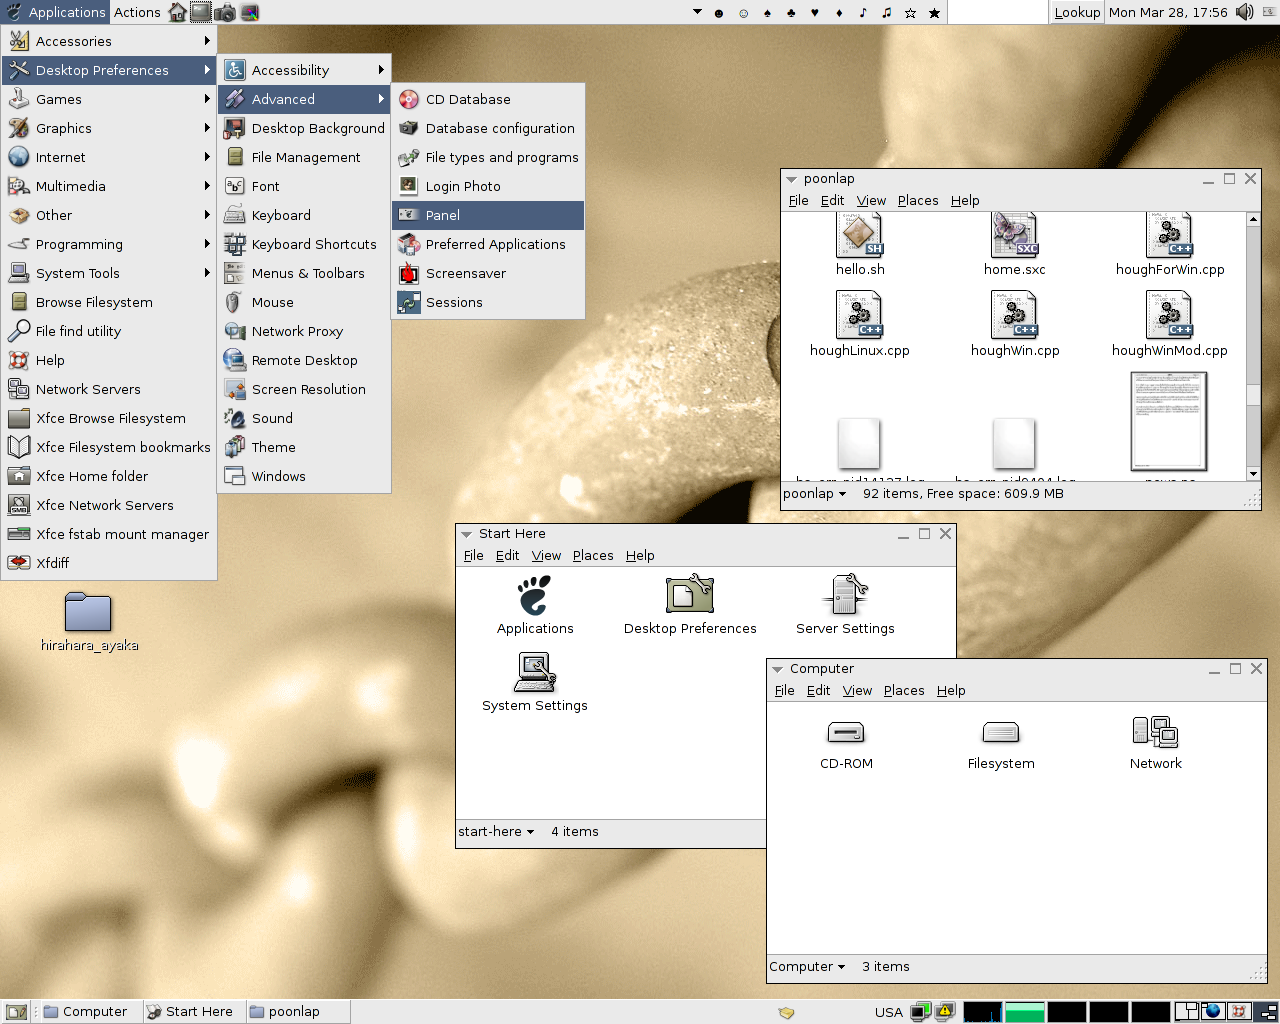 Applications Actions
Lookup Mon Mar 28, 17:56
Accessories
Desktop Preferences
Games
Graphics
Internet
Multimedia
Other
Programming
System Tools
Browse Filesystem
File find utility
Help
Network Servers
Xfce Browse Filesystem
Xfce Filesystem bookmarks
Xfce Home folder
Xfce Network Servers
Xfce fstab mount manager
Xfdiff
Accessibility
Advanced
Desktop Background
File Management
Font
Keyboard
Keyboard Shortcuts
Menus & Toolbars
Mouse
Network Proxy
Remote Desktop
Screen Resolution
Sound
Theme
Windows
CD Database
Database configuration
File types and programs
Login Photo
Panel
Preferred Applications
Screensaver
Sessions
hirahara_ayaka
poonlap
File Edit View Places Help
SH SXC C++
hello.sh home.sxc houghForWin.cpp
C++ C++ C++
houghLinux.cpp houghWin.cpp houghWinMod.cpp
poonlap 92 items, Free space: 609.9 MB
Start Here
File Edit View Places Help
Applications Desktop Preferences Server Settings
System Settings
start-here 4 items
Computer
File Edit View Places Help
CD-ROM Filesystem Network
Computer 3 items
Computer Start Here poonlap USA